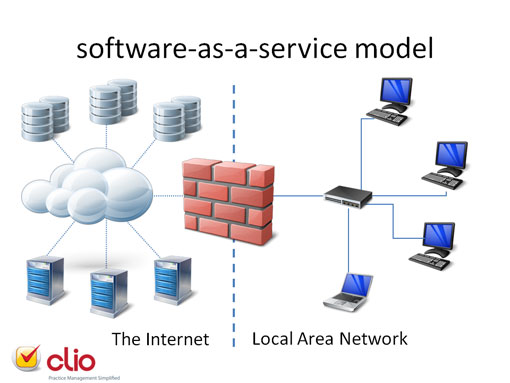 software-as-a-service model
The Internet
Local Area Network
clio
Practice Management Simplified